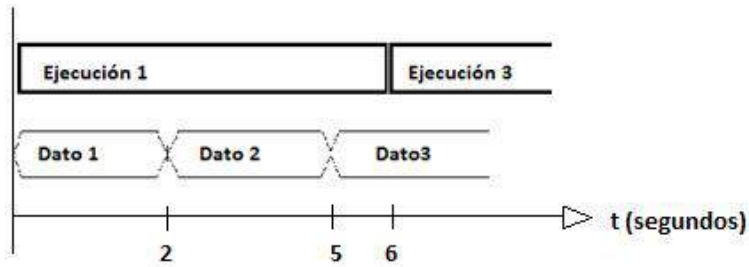 Ejecución 1 Ejecución 3
Dato 1 Dato 2 Dato3
t (segundos)
2 5 6